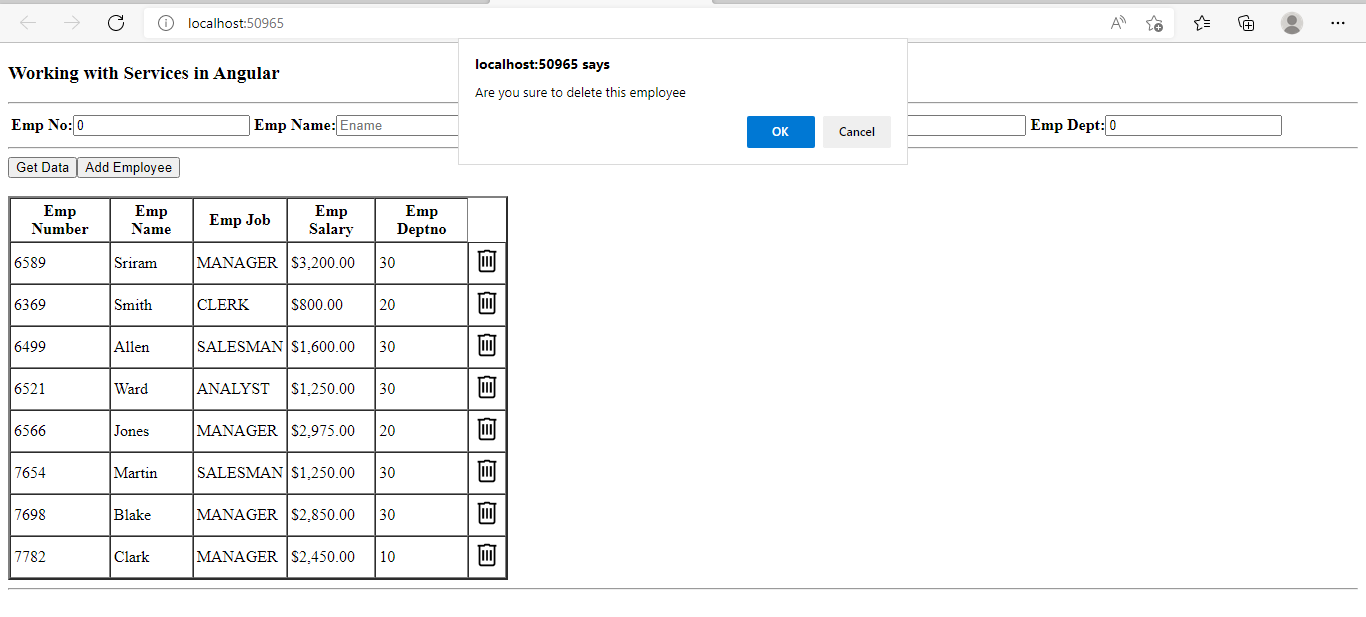 localhost:50965
localhost:50965 says
Are you sure to delete this employee
OK Cancel
Working with Services in Angular
Emp No: 0 Emp Name: Ename Emp Dept: 0
Get Data Add Employee
Emp Number Emp Name Emp Job Emp Salary Emp Deptno
6589 Sriram MANAGER $3,200.00 30
6369 Smith CLERK $800.00 20
6499 Allen SALESMAN $1,600.00 30
6521 Ward ANALYST $1,250.00 30
6566 Jones MANAGER $2,975.00 20
7654 Martin SALESMAN $1,250.00 30
7698 Blake MANAGER $2,850.00 30
7782 Clark MANAGER $2,450.00 10